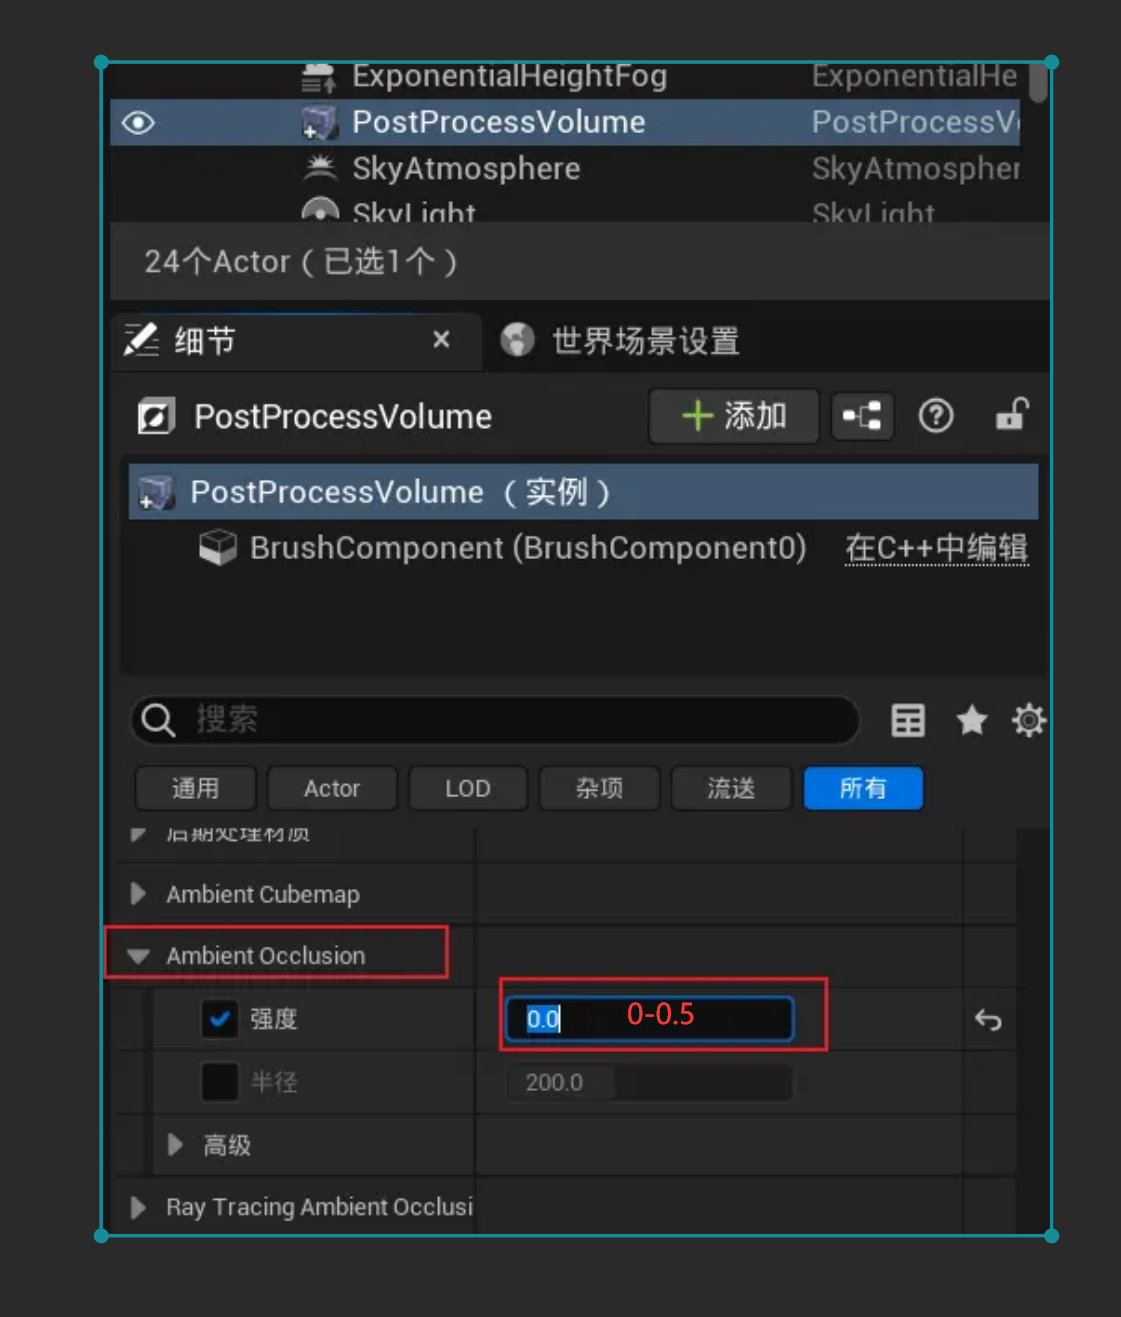 ExponentialHeightFog ExponentialHe
PostProcessVolume PostProcessV
SkyAtmosphere SkyAtmospher
SkyLight SkyLight
24个Actor（已选1个）
细节 世界场景设置
PostProcessVolume 添加
PostProcessVolume （实例）
BrushComponent (BrushComponent0) 在C++中编辑
搜索
通用 Actor LOD 杂项 流送 所有
后期处理材质
Ambient Cubemap
Ambient Occlusion
强度 0.0 0-0.5
半径 200.0
高级
Ray Tracing Ambient Occlusi